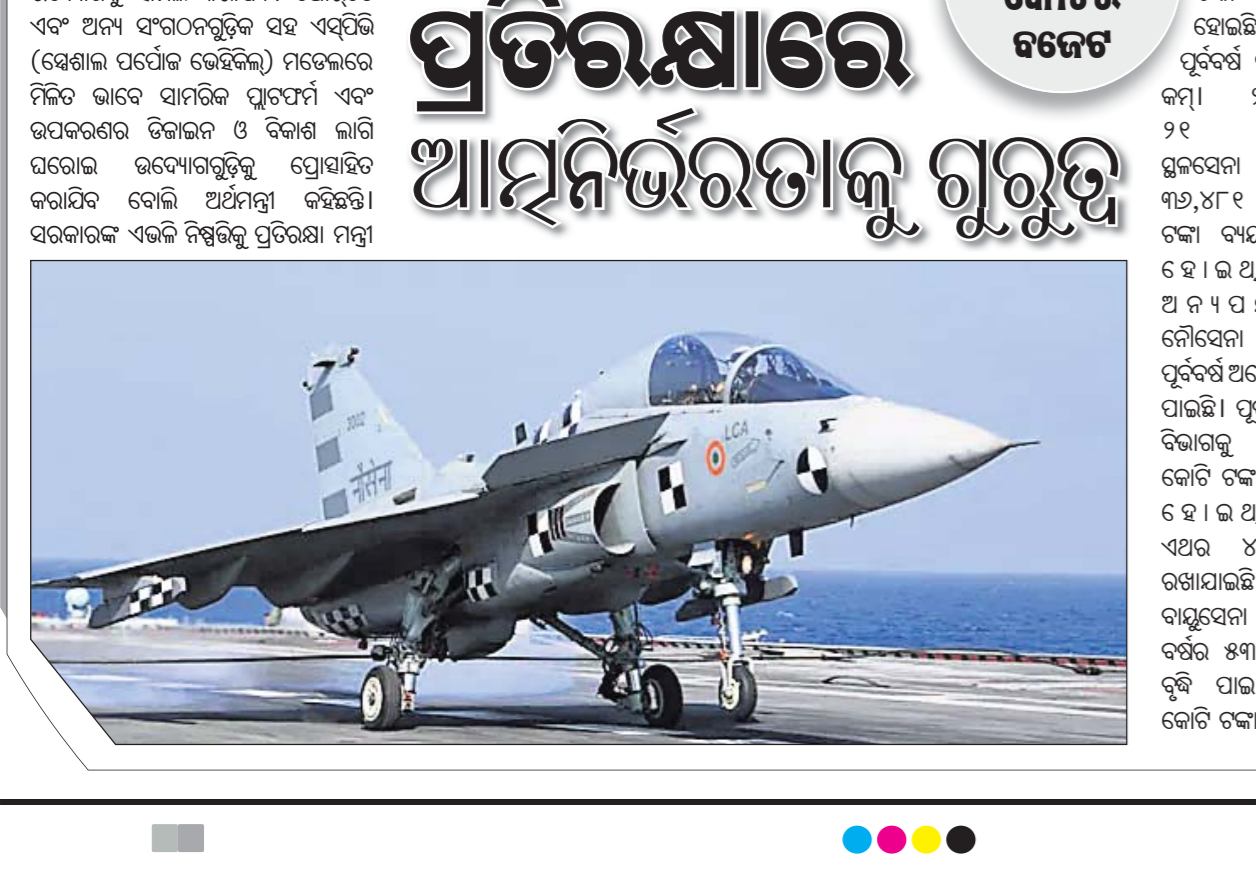 ଏବଂ ଅନ୍ୟ ସଂଗଠନଗୁଡ଼ିକ ସହ ଏସ୍‌ପିଭି
(ସ୍ପେଶାଲ ପର୍ପୋଜ ଭେହିକିଲ୍) ମଡେଲରେ
ମିଳିତ ଭାବେ ସାମରିକ ପ୍ଲାଟଫର୍ମ ଏବଂ
ଉପକରଣର ଡିଜାଇନ ଓ ବିକାଶ ଲାଗି
ଘରୋଇ ଉଦ୍ୟୋଗଗୁଡ଼ିକୁ ପ୍ରୋତ୍ସାହିତ
କରାଯିବ ବୋଲି ଅର୍ଥମନ୍ତ୍ରୀ କହିଛନ୍ତି।
ସରକାରଙ୍କ ଏଭଳି ନିଷ୍ପତ୍ତିକୁ ପ୍ରତିରକ୍ଷା ମନ୍ତ୍ରୀ
ପ୍ରତିରକ୍ଷାରେ
ଆତ୍ମନିର୍ଭରତାକୁ ଗୁରୁତ୍ୱ
ବଜେଟ
3002
नौसेना
LCA
ହୋଇଛି
ପୂର୍ବବର୍ଷ
କମ୍।
୨୧
ସ୍ଥଳସେନା
୩୬,୪୮୧
ଟଙ୍କା
ନୌସେନା
ପୂର୍ବବର୍ଷ
ପାଇଛି।
ବିଭାଗକୁ
କୋଟି
ଏଥର
ରଖାଯାଇଛି
ବାୟୁସେନା
ବର୍ଷର
ବୃଦ୍ଧି
କୋଟି ଟଙ୍କା